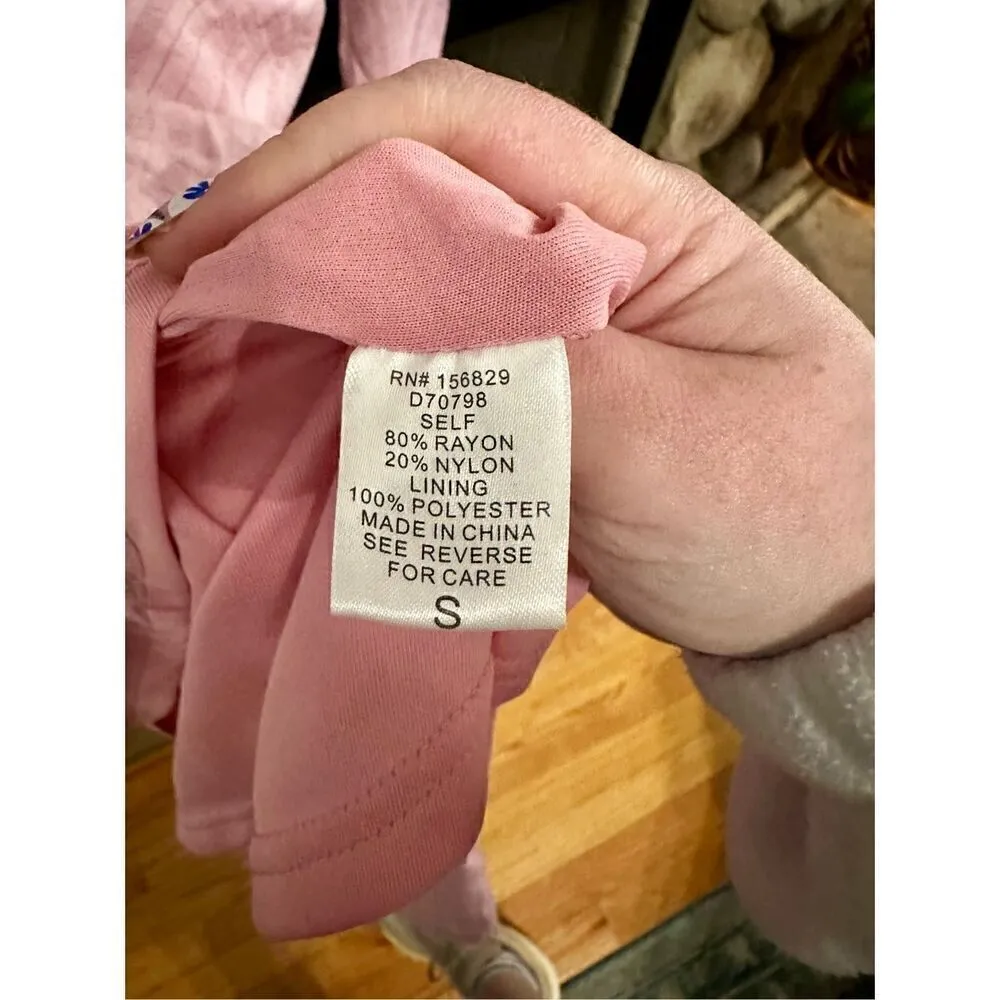 RN# 156829
D70798
SELF
80% RAYON
20% NYLON
LINING
100% POLYESTER
MADE IN CHINA
SEE REVERSE
FOR CARE
S